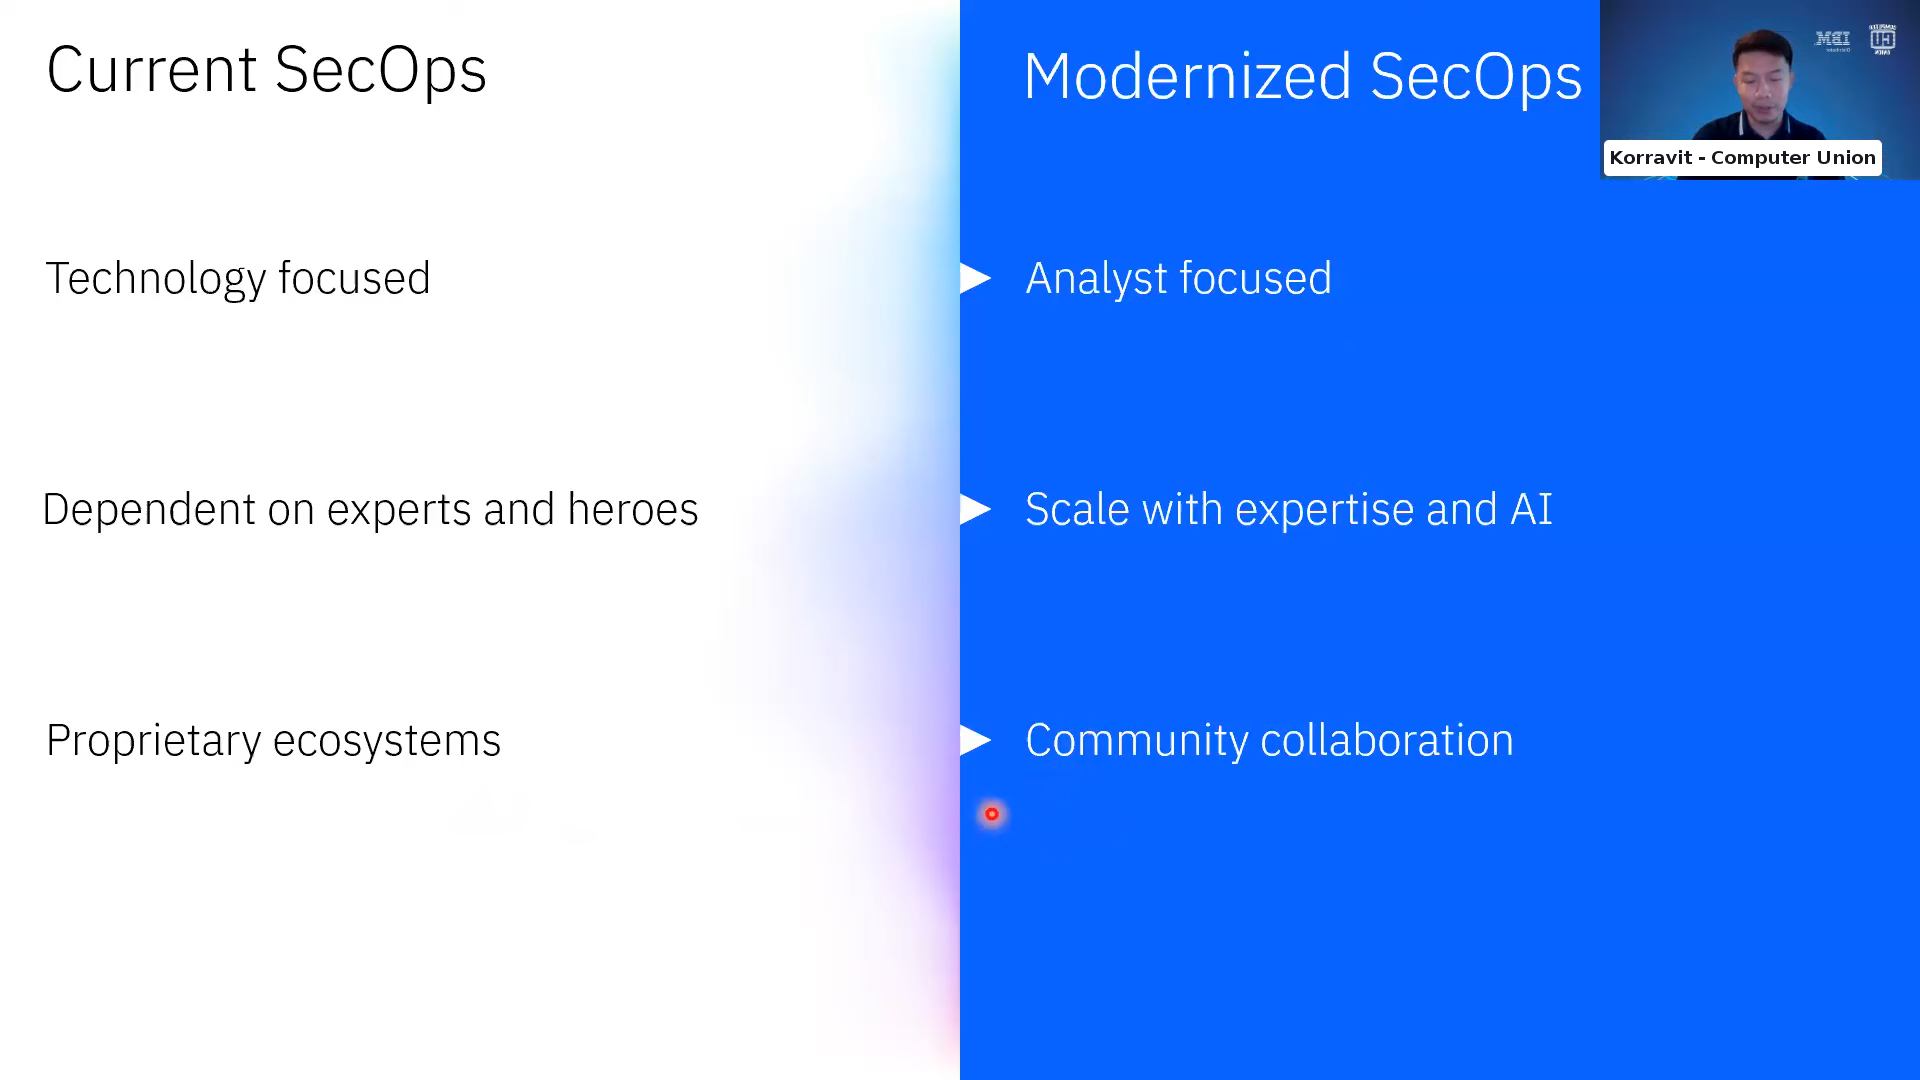 Current SecOps
Modernized SecOps
IBM
Korravit - Computer Union
Technology focused
Analyst focused
Dependent on experts and heroes
Scale with expertise and AI
Proprietary ecosystems
Community collaboration